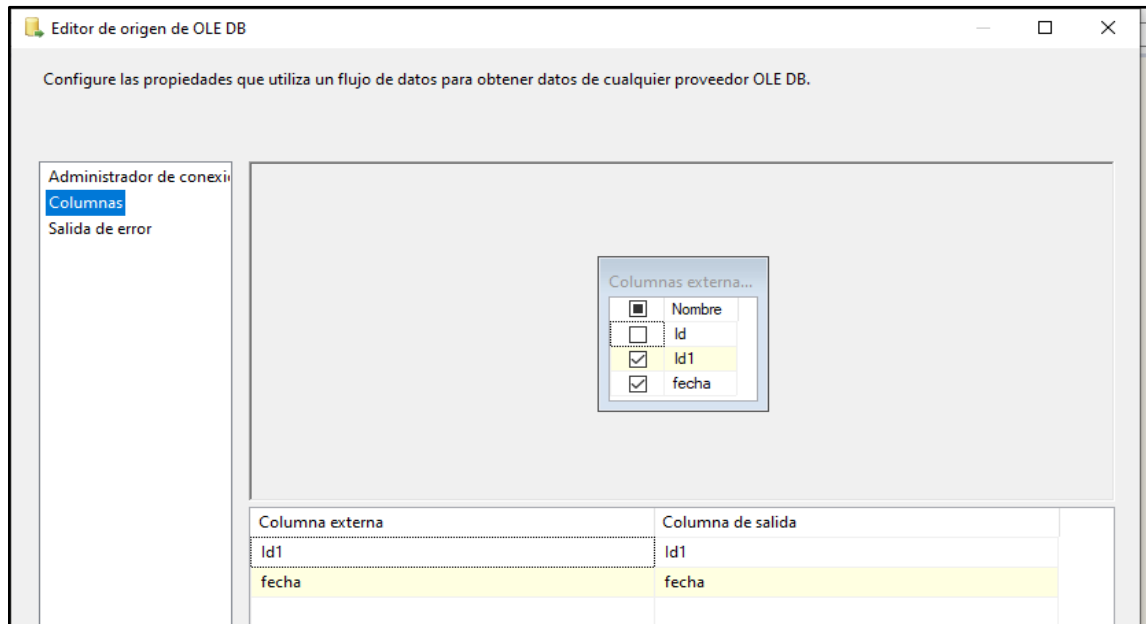 Editor de origen de OLE DB
Configure las propiedades que utiliza un flujo de datos para obtener datos de cualquier proveedor OLE DB.
Administrador de conexi
Columnas
Salida de error
Columnas externa...
Nombre
Id
Id1
fecha
Columna externa Columna de salida
Id1 Id1
fecha fecha